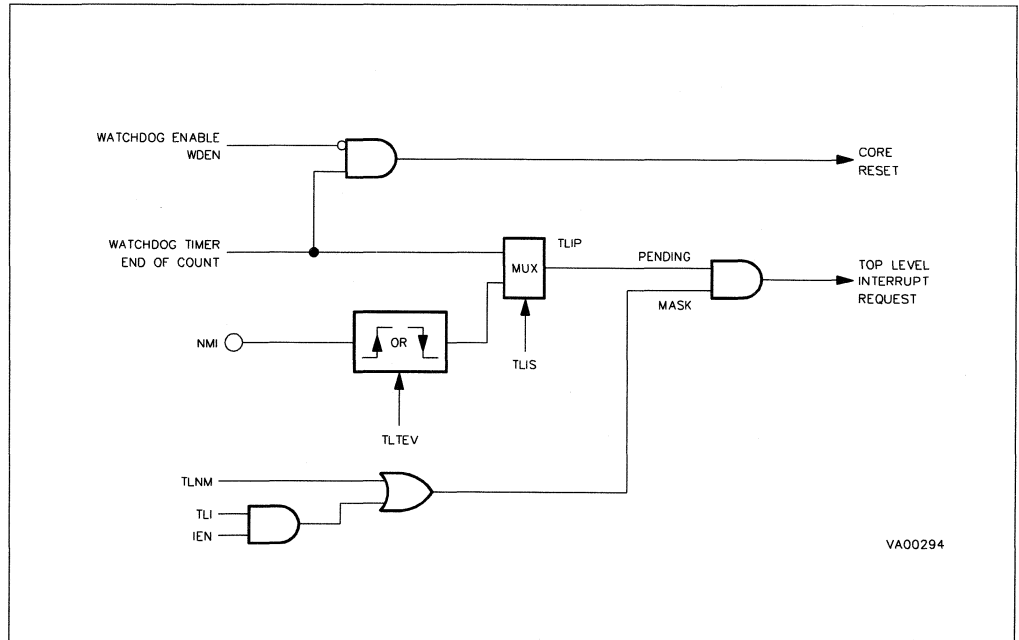 WATCHDOG ENABLE
WDEN
CORE
RESET
WATCHDOG TIMER
END OF COUNT
MUX
TLIP
PENDING
MASK
TOP LEVEL
INTERRUPT
REQUEST
NMI
OR
TLIS
TLTEV
TLNM
TLI
IEN
VA00294